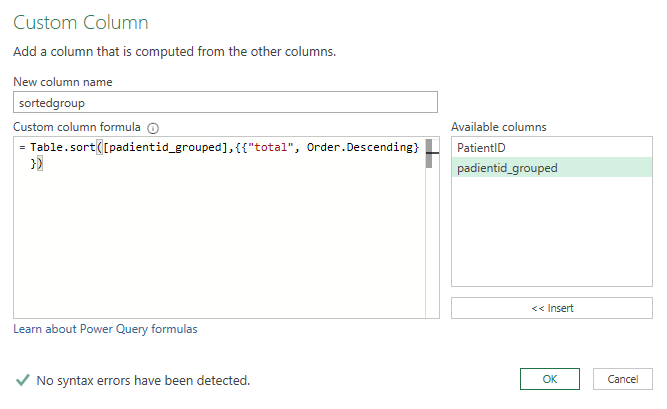 Custom Column
Add a column that is computed from the other columns.
New column name
sortedgroup
Custom column formula
= Table.sort([padientid_grouped],{{"total", Order.Descending}
})
Available columns
PatientID
padientid_grouped
<< Insert
Learn about Power Query formulas
No syntax errors have been detected.
OK
Cancel